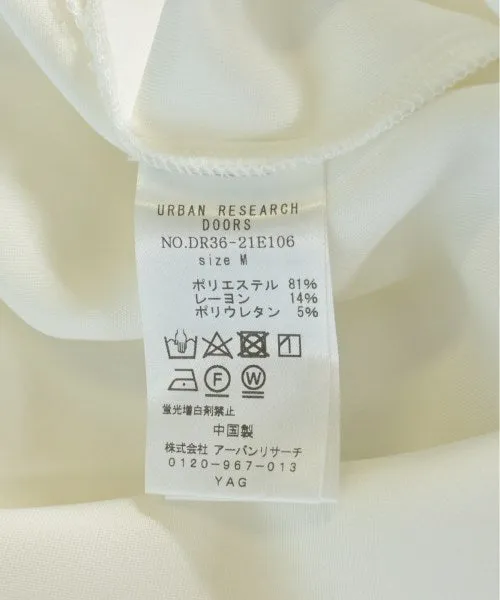 URBAN RESEARCH
DOORS
NO.DR36-21E106
size M
ポリエステル 81%
レーヨン 14%
ポリウレタン 5%
F W
蛍光増白剤禁止
中国製
株式会社 アーバンリサーチ
0120-967-013
YAG